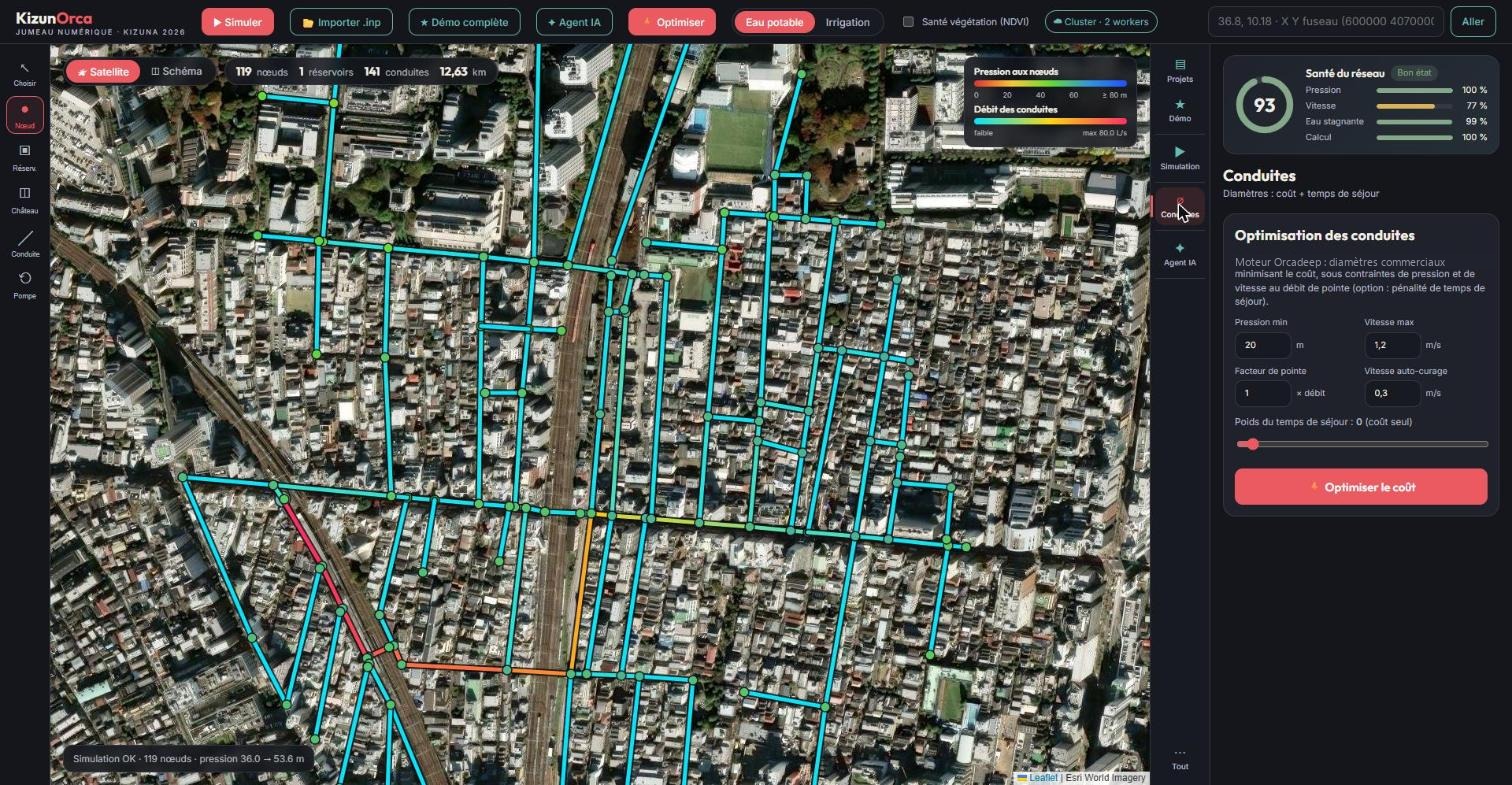 KizunOrca
JUMEAU NUMÉRIQUE · KIZUNA 2026
▶ Simuler
Importer .inp
★ Démo complète
✦ Agent IA
Optimiser
Eau potable
Irrigation
Santé végétation (NDVI)
Cluster · 2 workers
36.8, 10.18 · X Y fuseau (600000 4070000
Aller
Choisir
Nœud
Réserv.
Château
Conduite
Pompe
Satellite
Schéma
119 nœuds 1 réservoirs 141 conduites 12,63 km
Pression aux nœuds
0 20 40 60 ≥ 80 m
Débit des conduites
faible max 80.0 L/s
Simulation OK · 119 nœuds · pression 36.0 → 53.6 m
Leaflet | Esri World Imagery
Projets
Démo
Simulation
Agent IA
Tout
93
Santé du réseau Bon état
Pression 100 %
Vitesse 77 %
Eau stagnante 99 %
Calcul 100 %
Conduites
Diamètres : coût + temps de séjour
Optimisation des conduites
Moteur Orcadeep : diamètres commerciaux
minimisant le coût, sous contraintes de pression et de
vitesse au débit de pointe (option : pénalité de temps de
séjour).
Pression min Vitesse max
20 m 1,2 m/s
Facteur de pointe Vitesse auto-curage
1 × débit 0,3 m/s
Poids du temps de séjour : 0 (coût seul)
Optimiser le coût